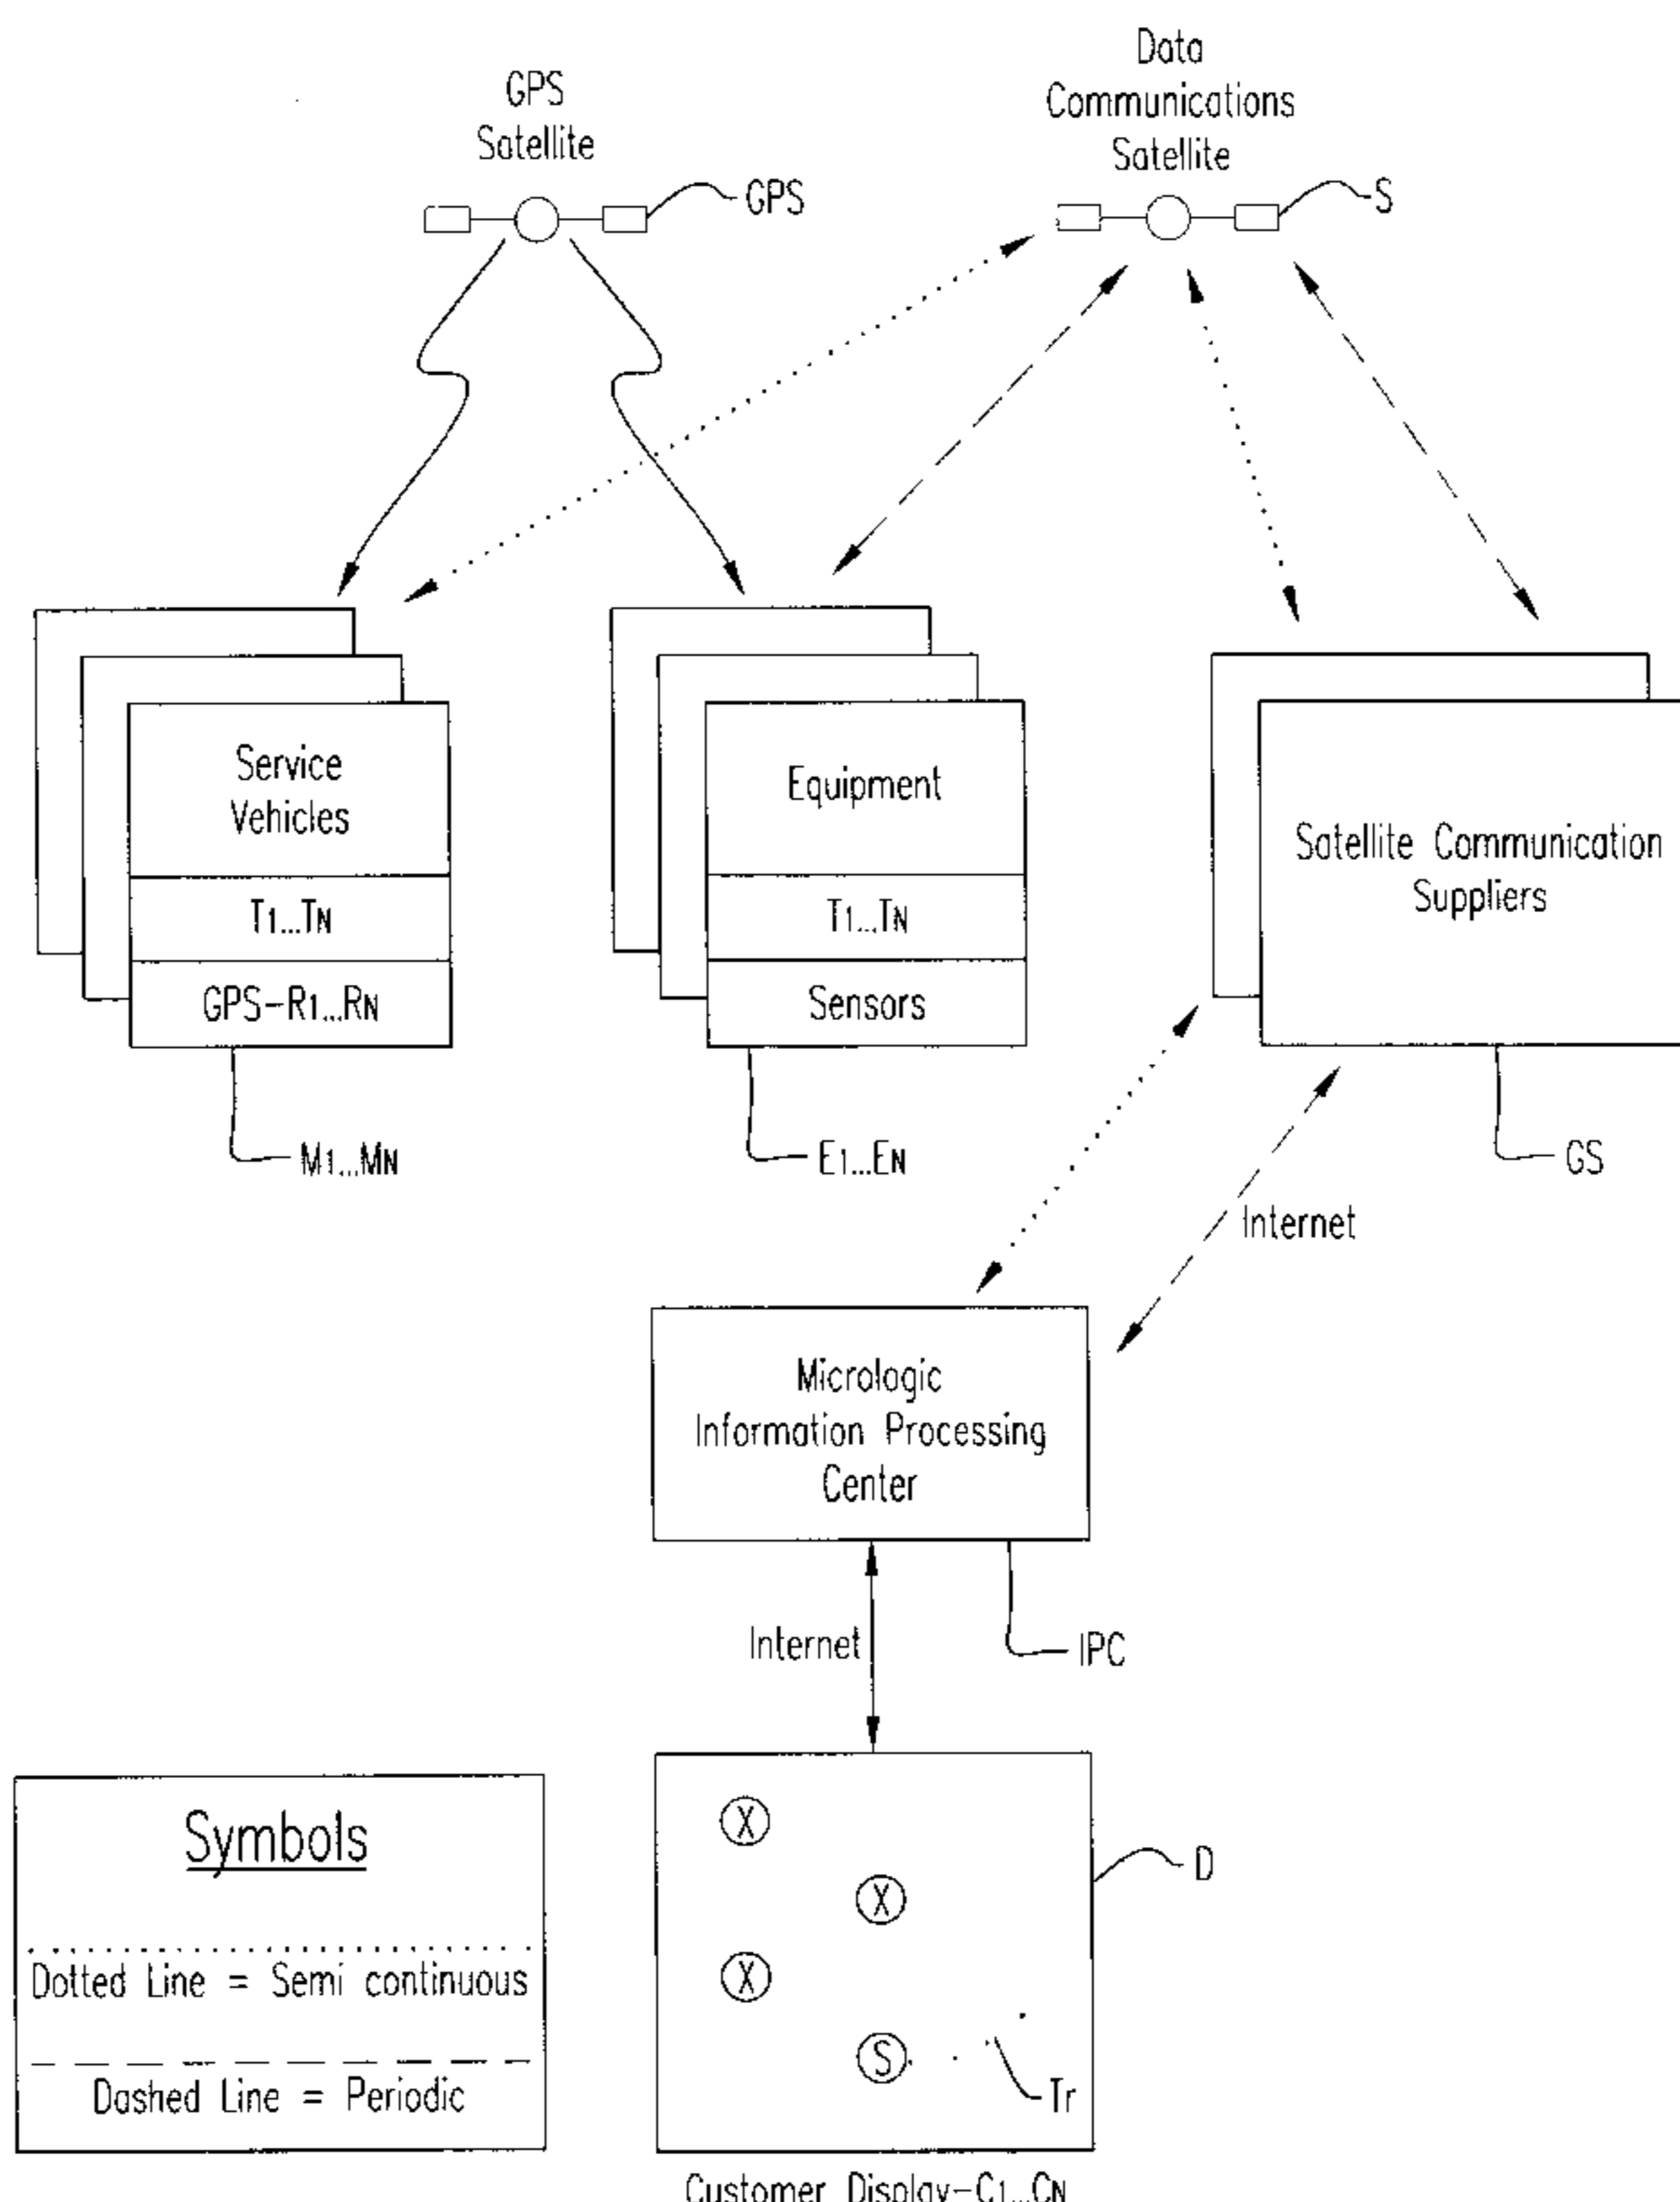 GPS
Satellite
Data
Communications
Satellite
GPS
S
Service
Vehicles
T1...TN
GPS-R1...RN
M1...MN
Equipment
T1...TN
Sensors
E1...EN
Satellite Communication
Suppliers
GS
Internet
Micrologic
Information Processing
Center
IPC
Internet
X
X
X
S
Tr
D
Customer Display-C1...CN
Symbols
Dotted Line = Semi continuous
Dashed Line = Periodic